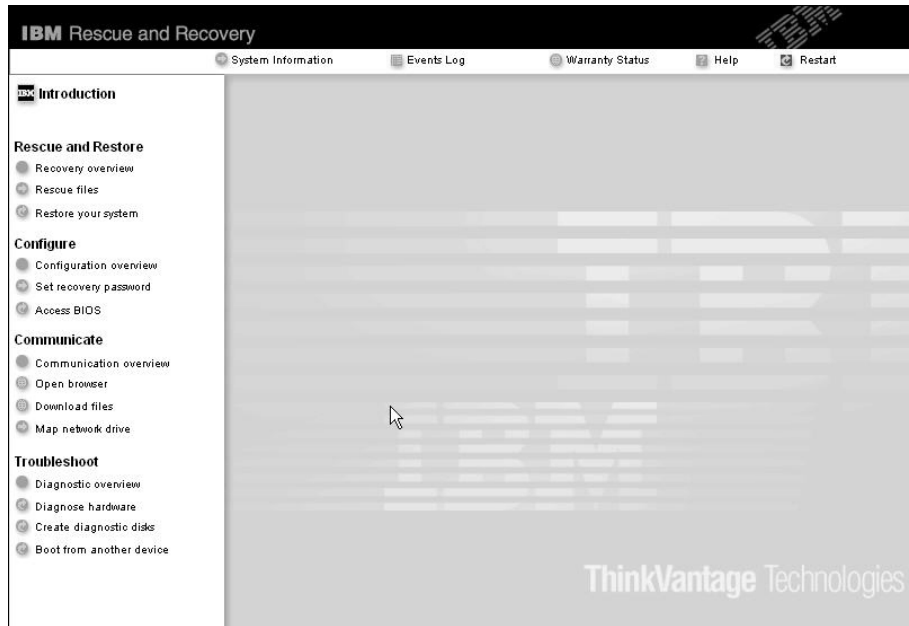 IBM Rescue and Recovery
IBM
System Information Events Log Warranty Status Help Restart
Introduction
Rescue and Restore
Recovery overview
Rescue files
Restore your system
Configure
Configuration overview
Set recovery password
Access BIOS
Communicate
Communication overview
Open browser
Download files
Map network drive
Troubleshoot
Diagnostic overview
Diagnose hardware
Create diagnostic disks
Boot from another device
IBM
ThinkVantage Technologies